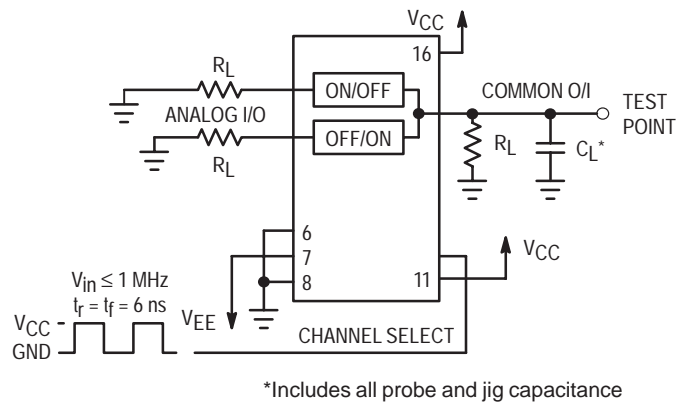 VCC
16
RL
ON/OFF
COMMON O/I
TEST
POINT
ANALOG I/O
OFF/ON
RL
RL
CL*
6
7
8
11
VCC
Vin ≤ 1 MHz
tr = tf = 6 ns
VEE
VCC
GND
CHANNEL SELECT
*Includes all probe and jig capacitance